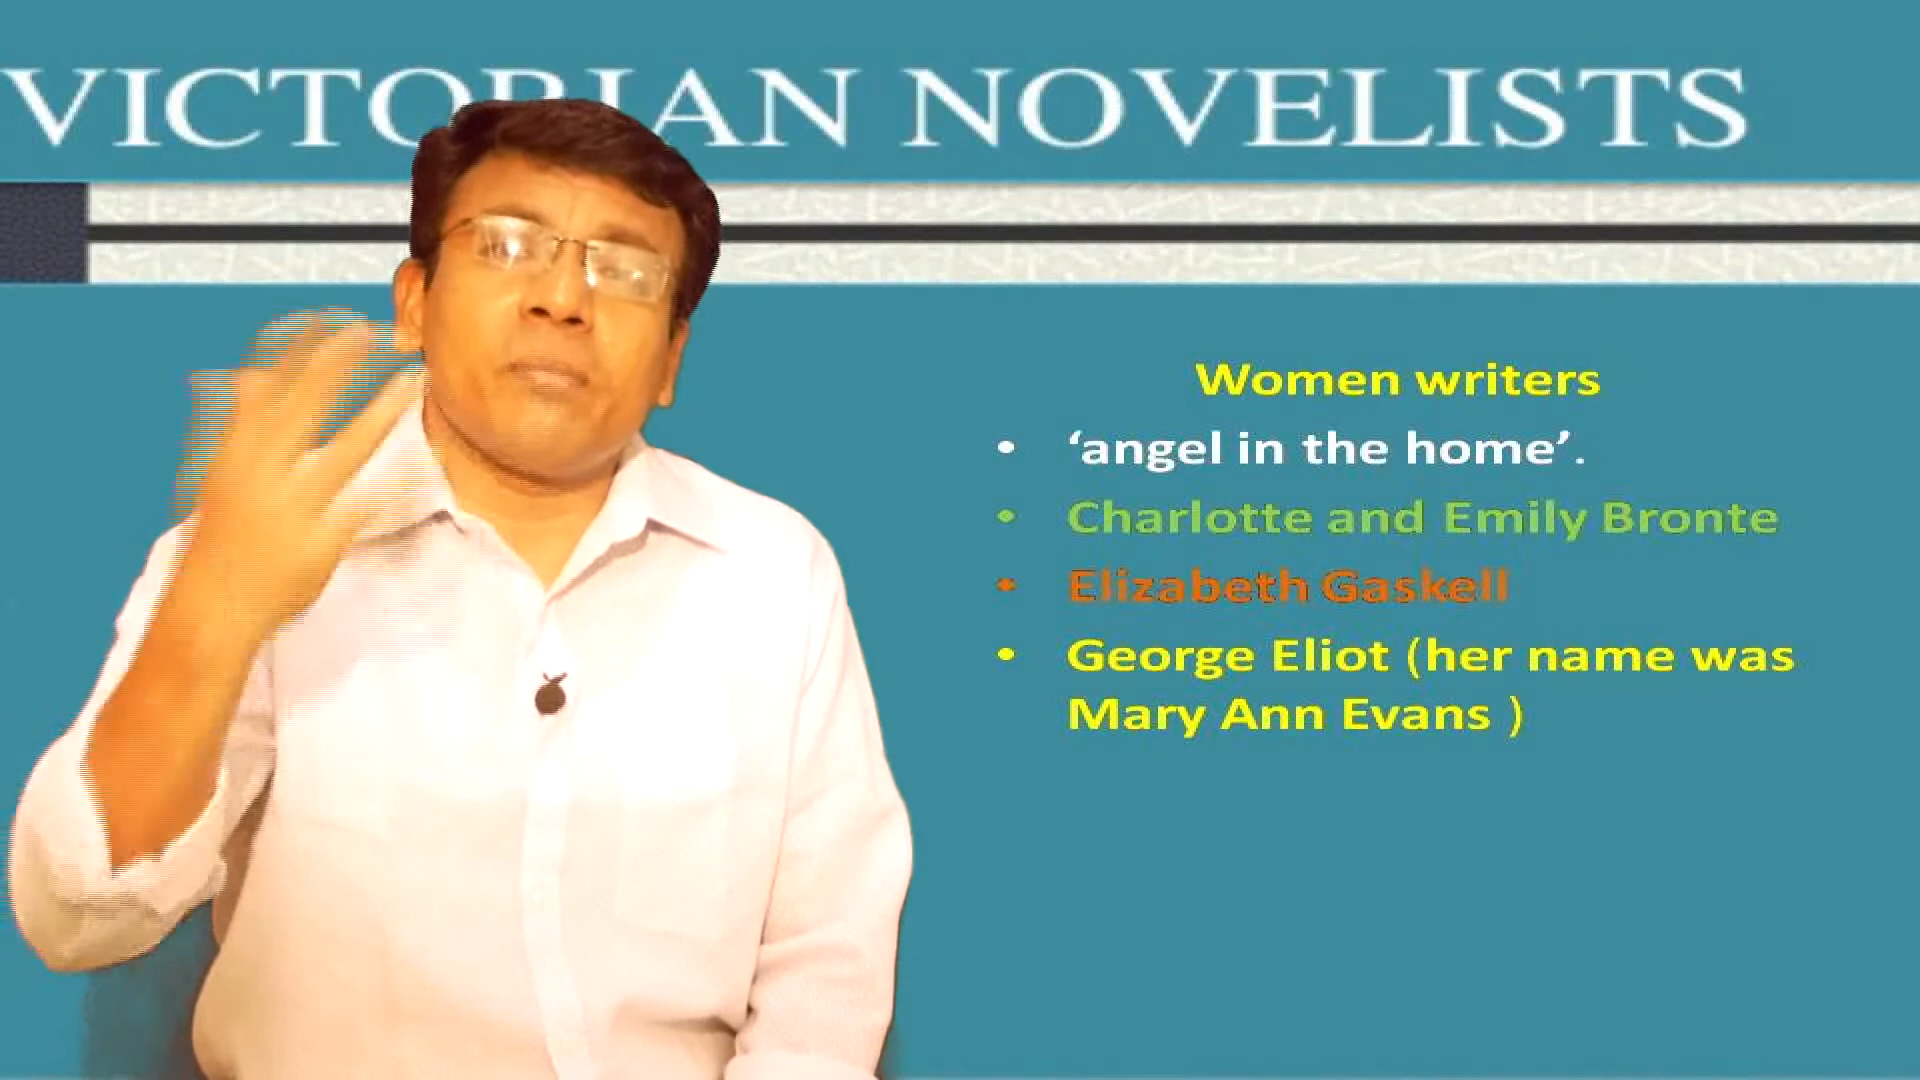 VICTORIAN NOVELISTS
Women writers
• ‘angel in the home’.
• Charlotte and Emily Bronte
• Elizabeth Gaskell
• George Eliot (her name was
Mary Ann Evans )